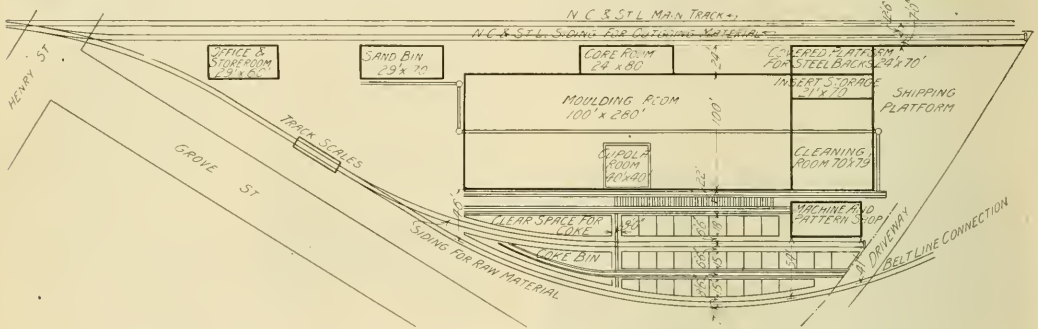 N C & ST L MAIN TRACK
N C & ST L. SIDING FOR OUTGOING MATERIAL
HENRY ST
OFFICE &
STOREROOM
29' x 60'
SAND BIN
29' x 70'
CORE ROOM
24 x 80
24'
COVERED PLATFORM
FOR STEEL BACKS 24' x 70'
INSERT STORAGE
21' x 70'
SHIPPING
PLATFORM
MOULDING ROOM
100' x 280'
100'
TRACK SCALES
GROVE ST
CUPOLA
ROOM
40' x 40'
CLEANING
ROOM 70' x 79'
22'
MACHINE AND
PATTERN SHOP
CLEAR SPACE FOR
COKE
COKE BIN
SIDING FOR RAW MATERIAL
DRIVEWAY
BELT LINE CONNECTION